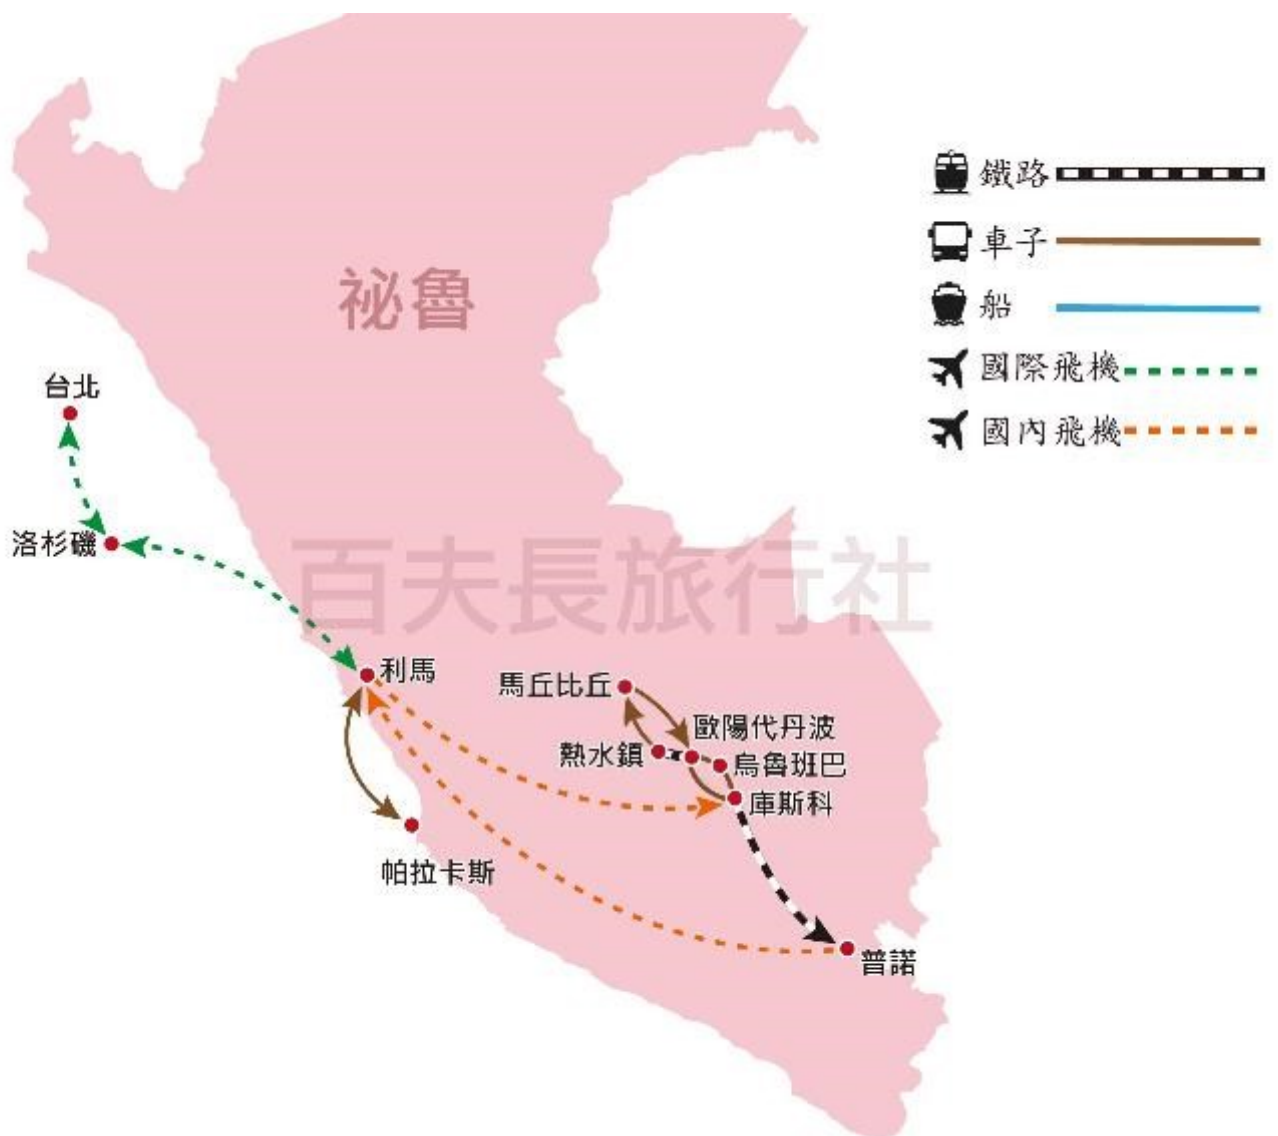 鐵路
車子
祕魯
船
國際飛機
台北
國內飛機
洛杉磯
百夫長旅行社
利馬
馬丘比丘
歐陽代丹波
熱水鎮
烏魯班巴
庫斯科
帕拉卡斯
普諾